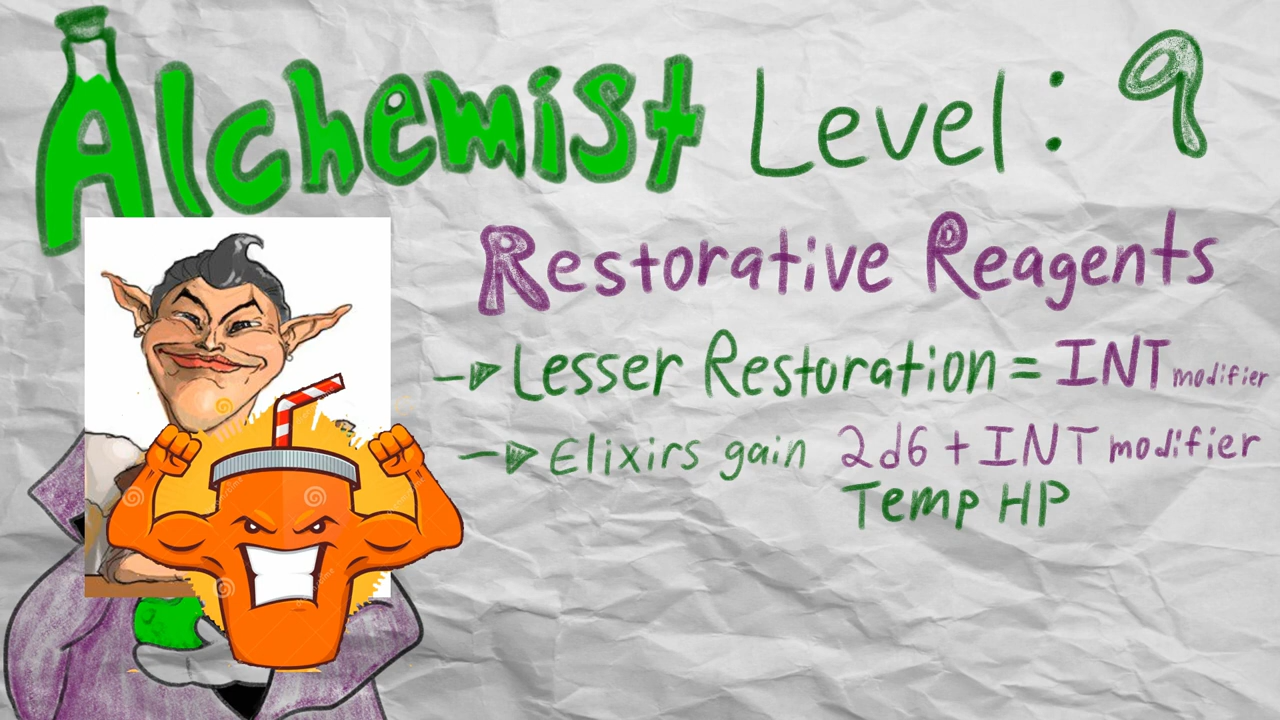 Alchemist Level: 9
Restorative Reagents
Lesser Restoration = INT modifier
Elixirs gain 2d6 + INT modifier
Temp HP